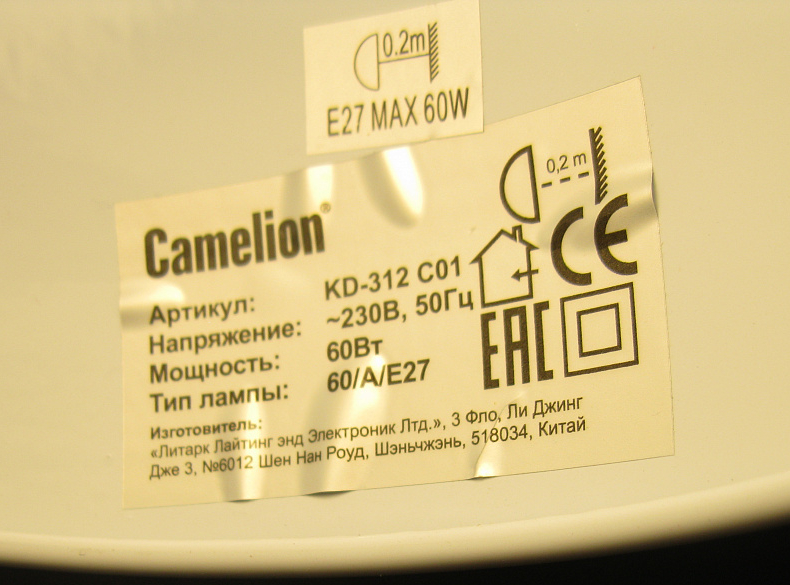 0.2m
E27 MAX 60W
0,2 m
Camelion®
CE
Артикул: KD-312 C01
Напряжение: ~230В, 50Гц
Мощность: 60Вт
Тип лампы: 60/A/E27
EAC
Изготовитель:
«Литарк Лайтинг энд Электроник Лтд.», 3 Фло, Ли Джинг
Дже 3, №6012 Шен Нан Роуд, Шэньчжэнь, 518034, Китай